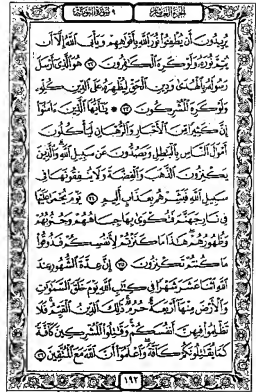 الجزء العاشر ٩ سورة التوبة
يُرِيدُونَ أَن يُطْفِـُٔوا۟ نُورَ ٱللَّهِ بِأَفْوَٰهِهِمْ وَيَأْبَى ٱللَّهُ إِلَّآ أَن
يُتِمَّ نُورَهُۥ وَلَوْ كَرِهَ ٱلْكَٰفِرُونَ ٣٢ هُوَ ٱلَّذِىٓ أَرْسَلَ
رَسُولَهُۥ بِٱلْهُدَىٰ وَدِينِ ٱلْحَقِّ لِيُظْهِرَهُۥ عَلَى ٱلدِّينِ كُلِّهِۦ
وَلَوْ كَرِهَ ٱلْمُشْرِكُونَ ٣٣ ۞ يَٰٓأَيُّهَا ٱلَّذِينَ ءَامَنُوٓا۟
إِنَّ كَثِيرًا مِّنَ ٱلْأَحْبَارِ وَٱلرُّهْبَانِ لَيَأْكُلُونَ
أَمْوَٰلَ ٱلنَّاسِ بِٱلْبَٰطِلِ وَيَصُدُّونَ عَن سَبِيلِ ٱللَّهِ وَٱلَّذِينَ
يَكْنِزُونَ ٱلذَّهَبَ وَٱلْفِضَّةَ وَلَا يُنفِقُونَهَا فِى
سَبِيلِ ٱللَّهِ فَبَشِّرْهُم بِعَذَابٍ أَلِيمٍ ٣٤ يَوْمَ يُحْمَىٰ عَلَيْهَا
فِى نَارِ جَهَنَّمَ فَتُكْوَىٰ بِهَا جِبَاهُهُمْ وَجُنُوبُهُمْ
وَظُهُورُهُمْ هَٰذَا مَا كَنَزْتُمْ لِأَنفُسِكُمْ فَذُوقُوا۟
مَا كُنتُمْ تَكْنِزُونَ ٣٥ إِنَّ عِدَّةَ ٱلشُّهُورِ عِندَ
ٱللَّهِ ٱثْنَا عَشَرَ شَهْرًا فِى كِتَٰبِ ٱللَّهِ يَوْمَ خَلَقَ ٱلسَّمَٰوَٰتِ
وَٱلْأَرْضَ مِنْهَآ أَرْبَعَةٌ حُرُمٌ ذَٰلِكَ ٱلدِّينُ ٱلْقَيِّمُ فَلَا
تَظْلِمُوا۟ فِيهِنَّ أَنفُسَكُمْ وَقَٰتِلُوا۟ ٱلْمُشْرِكِينَ كَآفَّةً
كَمَا يُقَٰتِلُونَكُمْ كَآفَّةً وَٱعْلَمُوٓا۟ أَنَّ ٱللَّهَ مَعَ ٱلْمُتَّقِينَ ٣٦
١٩٢